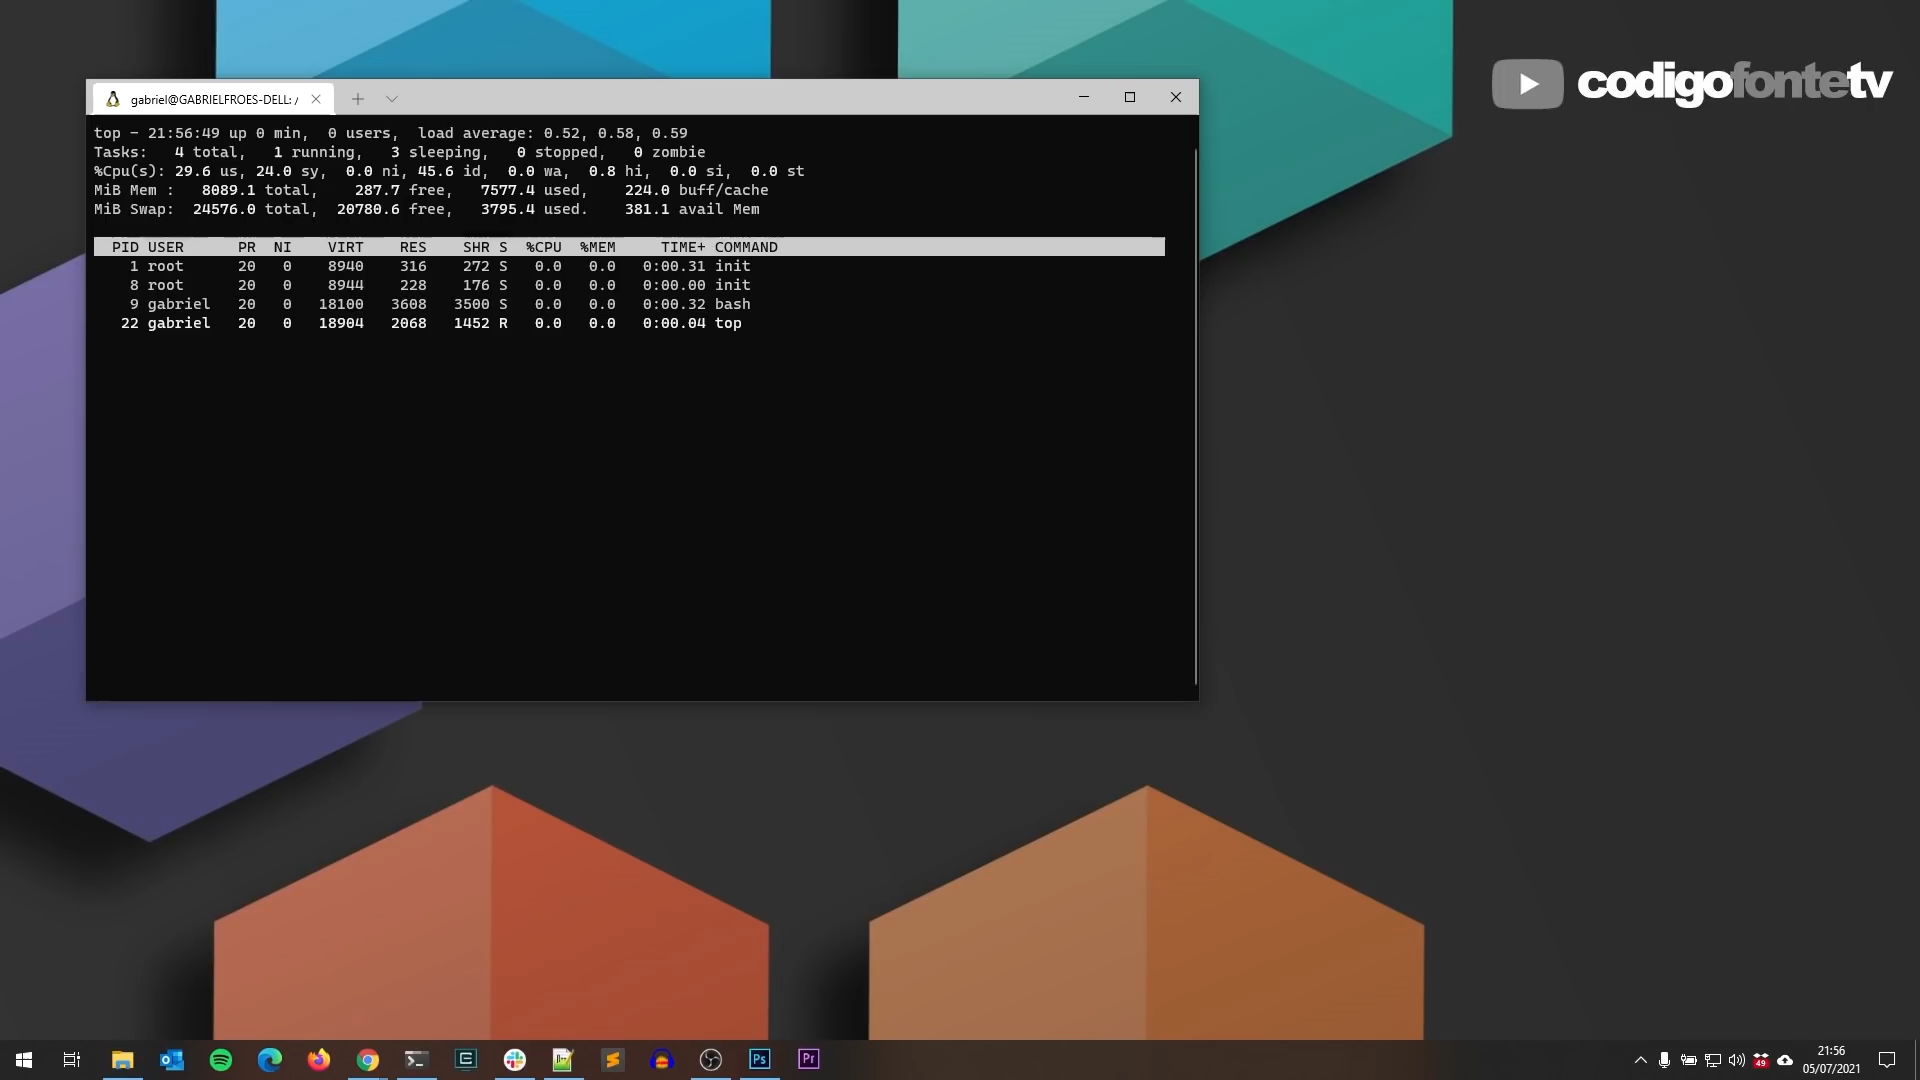 codigofontetv
gabriel@GABRIELFROES-DELL: /
top - 21:56:49 up 0 min,  0 users,  load average: 0.52, 0.58, 0.59
Tasks:   4 total,   1 running,   3 sleeping,   0 stopped,   0 zombie
%Cpu(s): 29.6 us, 24.0 sy,  0.0 ni, 45.6 id,  0.0 wa,  0.8 hi,  0.0 si,  0.0 st
MiB Mem :   8089.1 total,    287.7 free,   7577.4 used,    224.0 buff/cache
MiB Swap:  24576.0 total,  20780.6 free,   3795.4 used.    381.1 avail Mem
PID USER      PR  NI    VIRT    RES    SHR S  %CPU  %MEM     TIME+ COMMAND
1 root      20   0    8940    316    272 S   0.0   0.0   0:00.31 init
8 root      20   0    8944    228    176 S   0.0   0.0   0:00.00 init
9 gabriel   20   0   18100   3608   3500 S   0.0   0.0   0:00.32 bash
22 gabriel   20   0   18904   2068   1452 R   0.0   0.0   0:00.04 top
Ps
Pr
49
21:56
05/07/2021